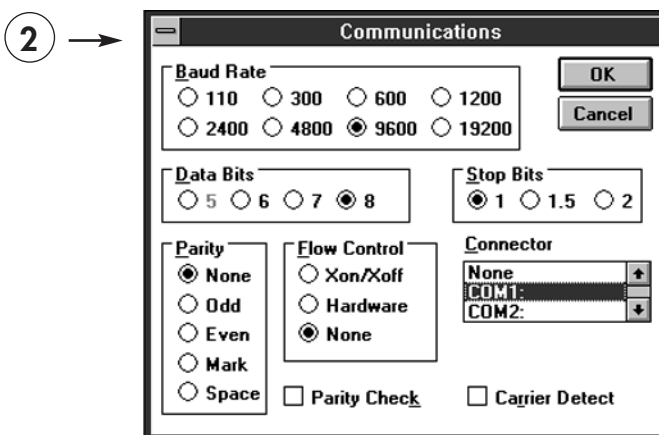 2
Communications
Baud Rate
110 300 600 1200
2400 4800 9600 19200
OK
Cancel
Data Bits
5 6 7 8
Stop Bits
1 1.5 2
Parity
None
Odd
Even
Mark
Space
Flow Control
Xon/Xoff
Hardware
None
Connector
None
COM1:
COM2:
Parity Check
Carrier Detect